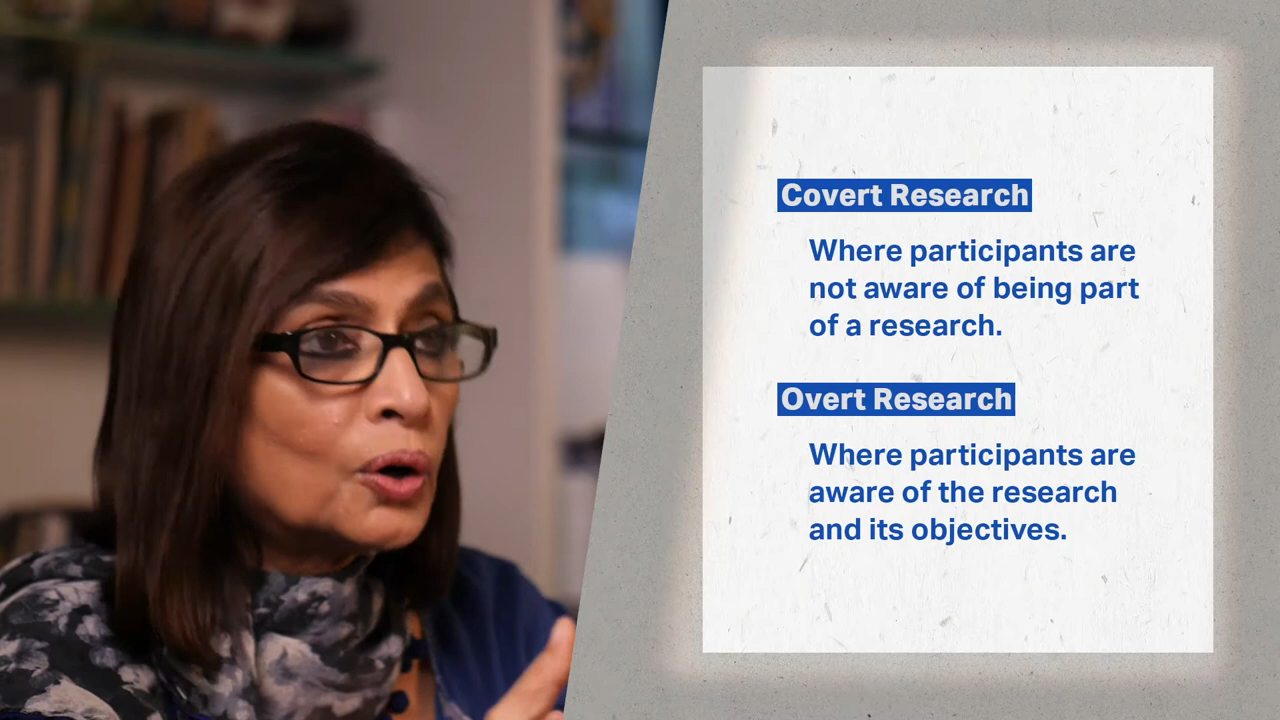 Covert Research
Where participants are
not aware of being part
of a research.
Overt Research
Where participants are
aware of the research
and its objectives.